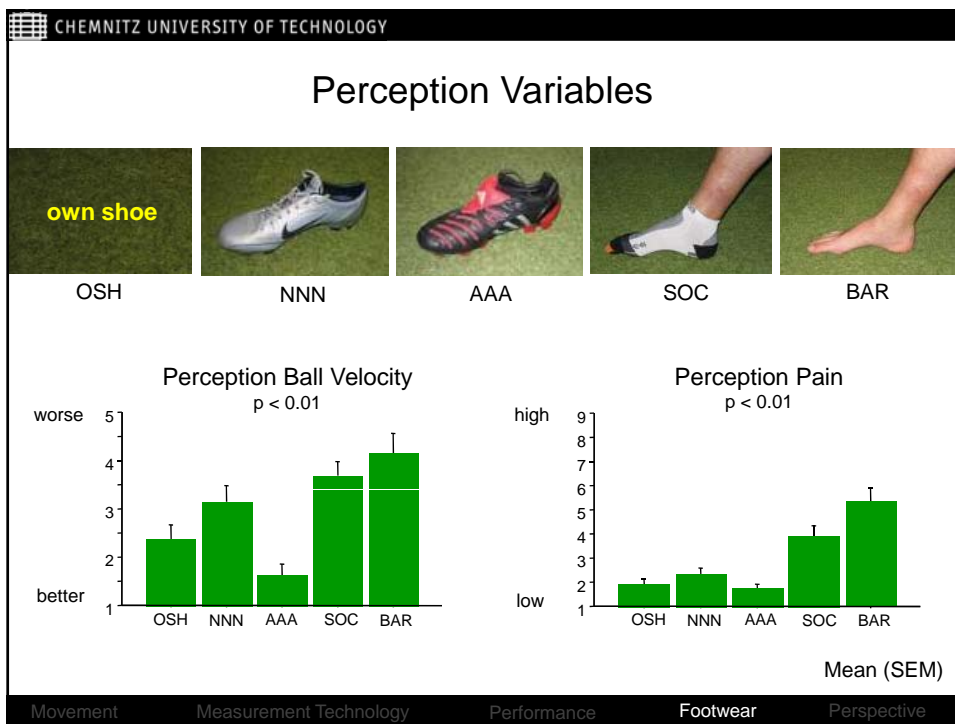 CHEMNITZ UNIVERSITY OF TECHNOLOGY
Perception Variables
own shoe
OSH NNN AAA SOC BAR
Perception Ball Velocity
p < 0.01
worse
5
4
3
2
1
better
OSH NNN AAA SOC BAR
Perception Pain
p < 0.01
high
9
8
7
6
5
4
3
2
1
low
OSH NNN AAA SOC BAR
Mean (SEM)
Movement Measurement Technology Performance Footwear Perspective